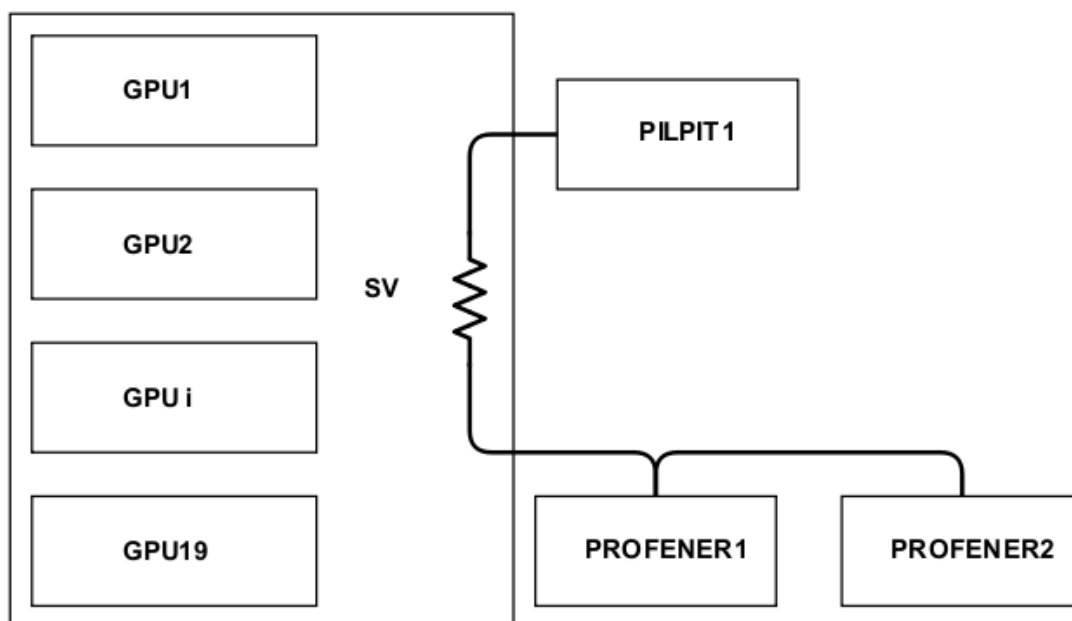 GPU1
PILPIT1
GPU2
SV
GPU i
GPU19
PROFENER1
PROFENER2